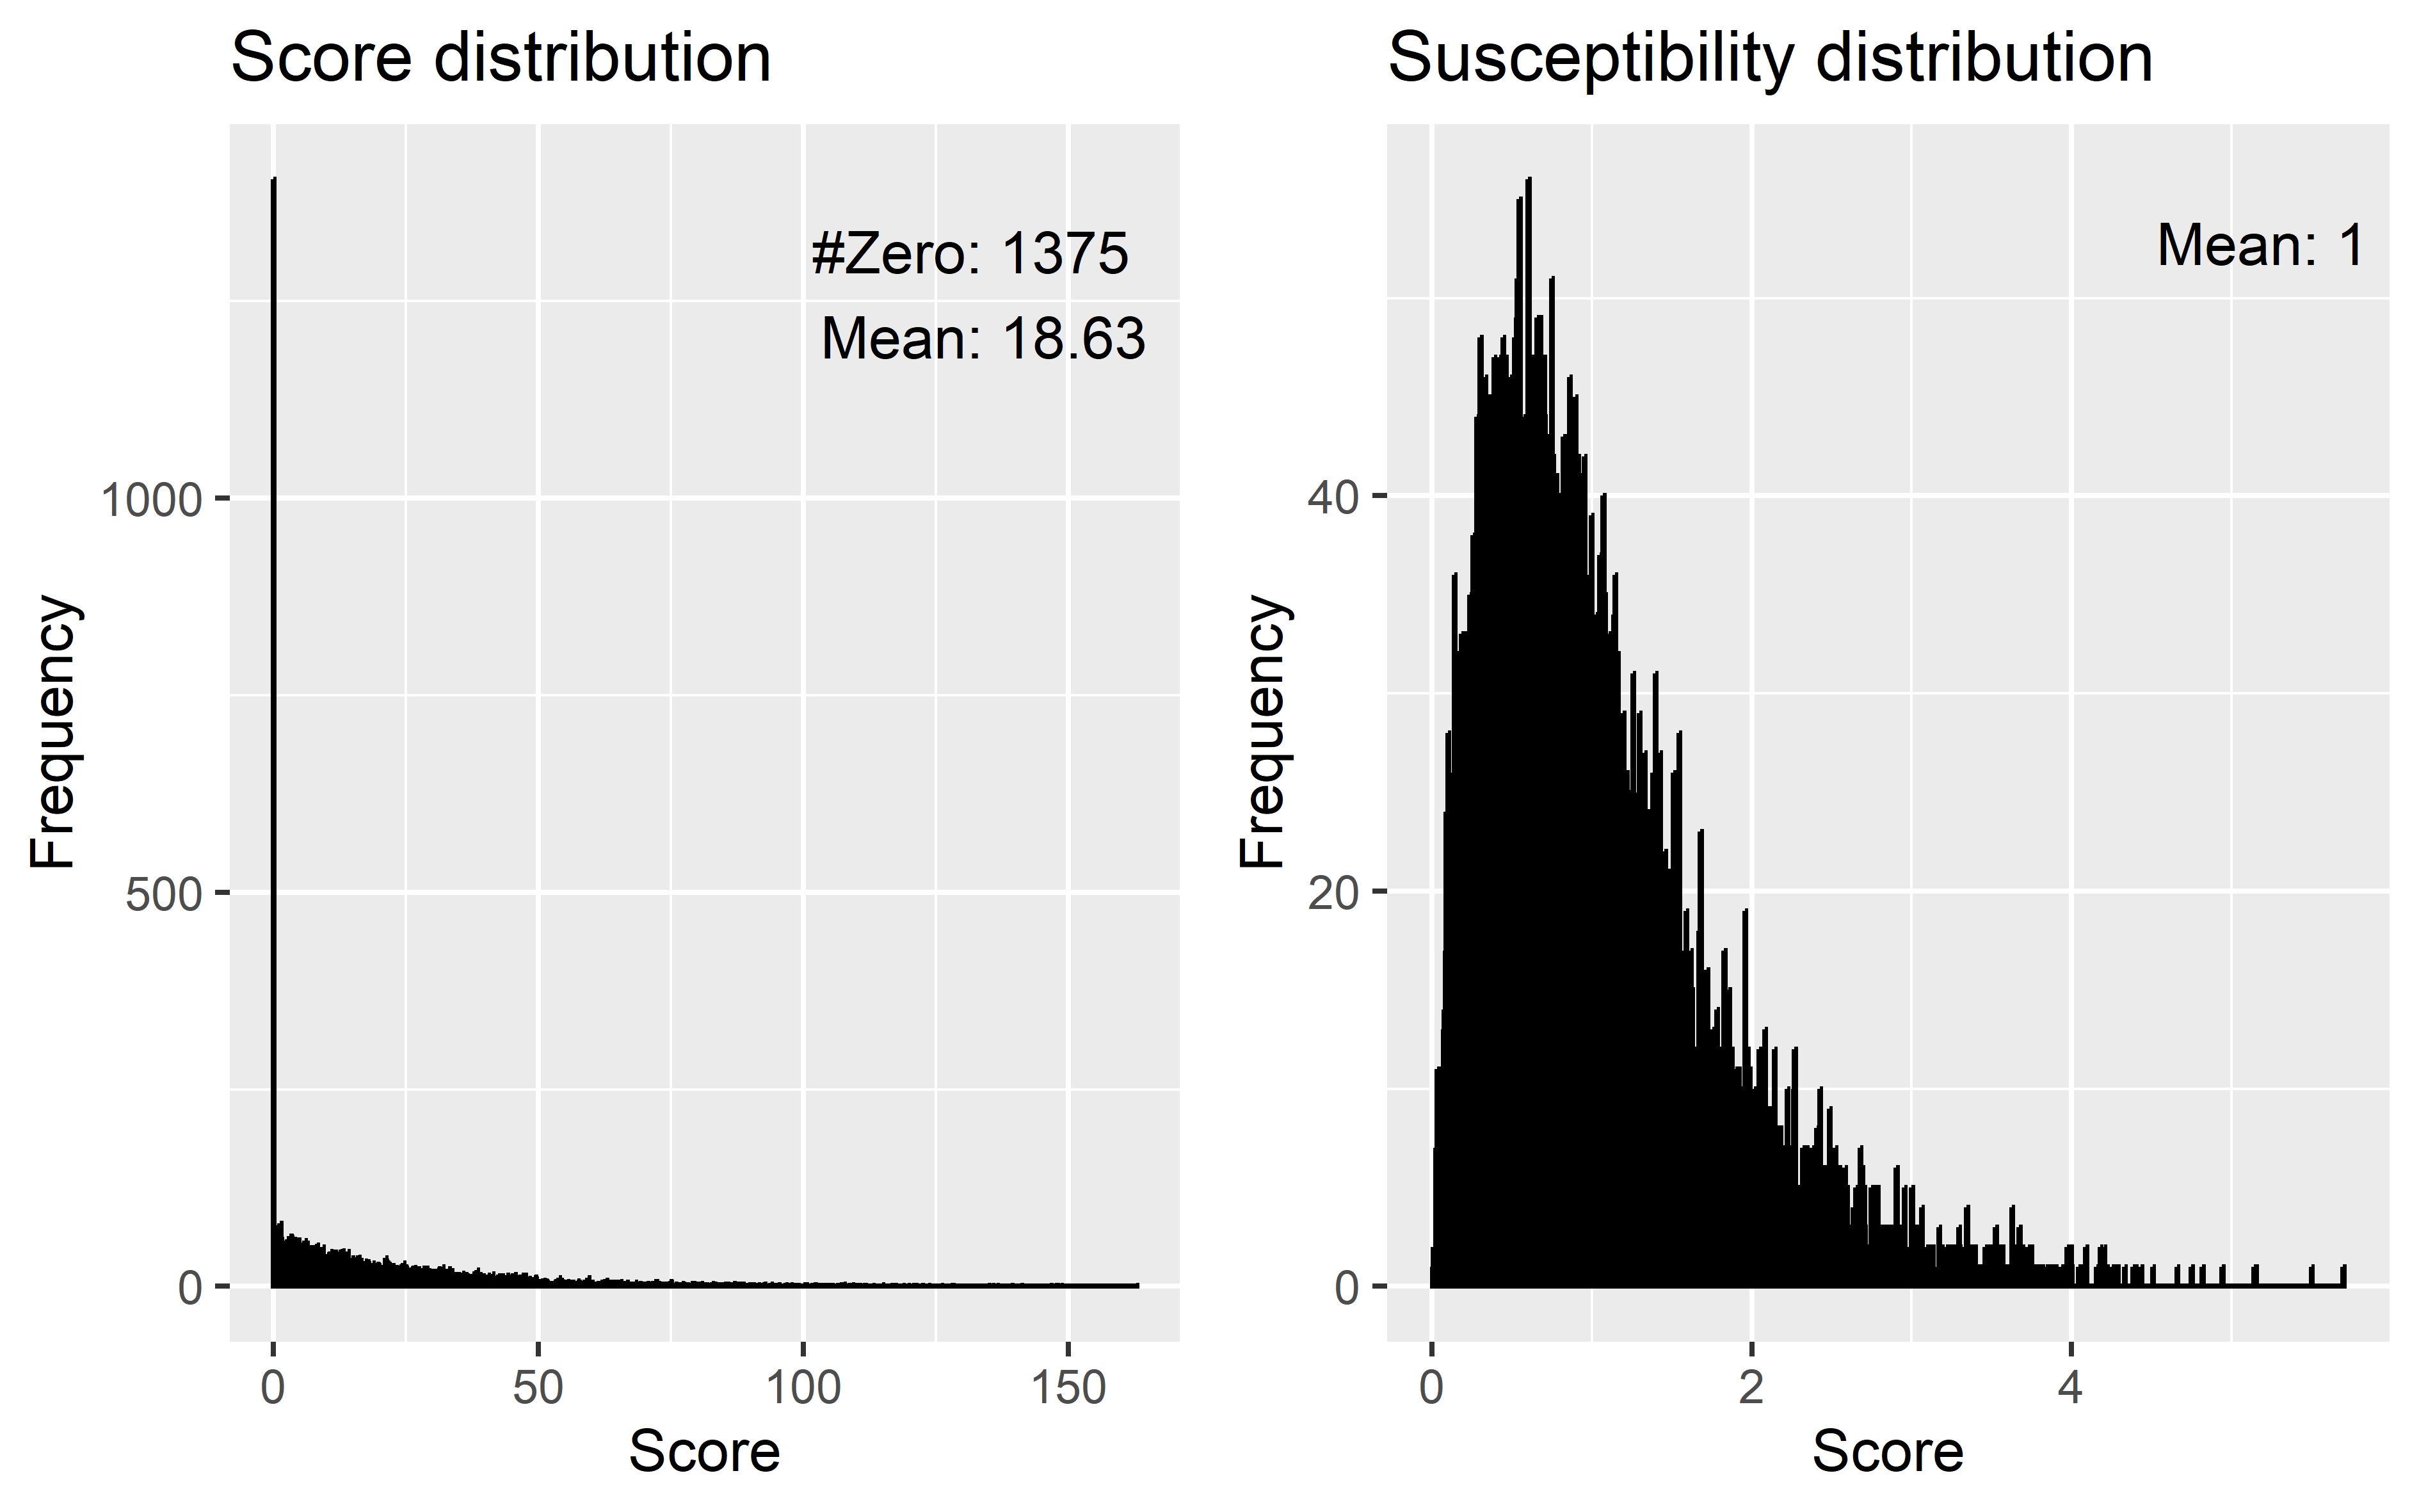 Score distribution
#Zero: 1375
Mean: 18.63
1000
500
0
Frequency
0 50 100 150
Score
Susceptibility distribution
Mean: 1
40
20
0
Frequency
0 2 4
Score